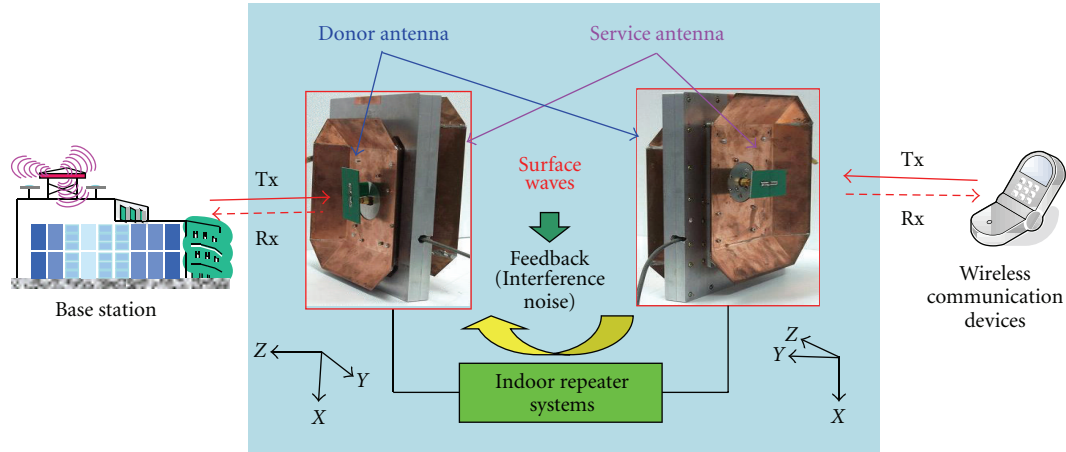 Donor antenna
Service antenna
Tx
Rx
Base station
Surface
waves
Feedback
(Interference
noise)
Tx
Rx
Wireless
communication
devices
Z
Y
X
Indoor repeater
systems
Z
Y
X